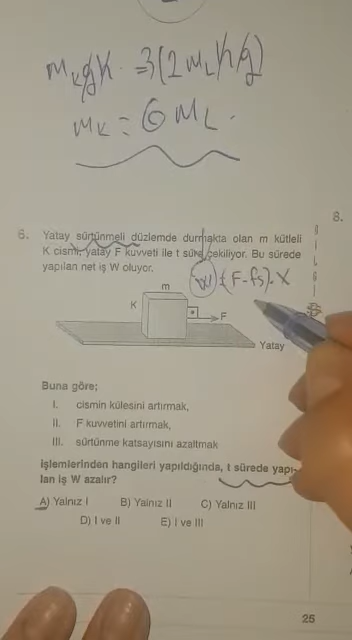 mKgh = 3(2mLhg)
mK = 6mL.
8.
6. Yatay sürtünmeli düzlemde durmakta olan m kütleli
K cismi, yatay F kuvveti ile t süre çekiliyor. Bu sürede
yapılan net iş W oluyor.
W = (F-fs).X
m
K
F
Yatay
Buna göre;
I. cismin külesini artırmak,
II. F kuvvetini artırmak,
III. sürtünme katsayısını azaltmak
işlemlerinden hangileri yapıldığında, t sürede yapı-
lan iş W azalır?
A) Yalnız I B) Yalnız II C) Yalnız III
D) I ve II E) I ve III
25